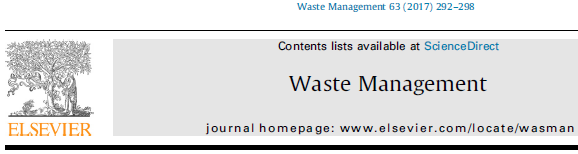 Waste Management 63 (2017) 292–298
Contents lists available at ScienceDirect
Waste Management
ELSEVIER
journal homepage: www.elsevier.com/locate/wasman